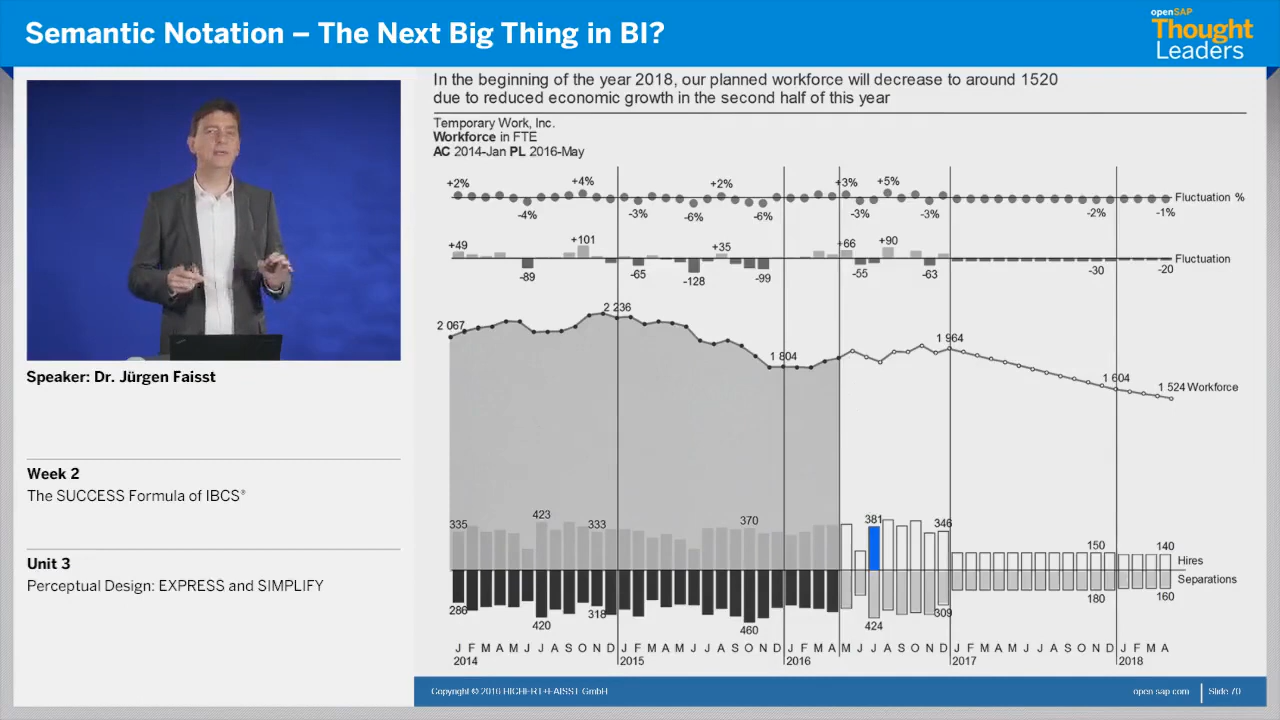 Semantic Notation – The Next Big Thing in BI?
openSAP
Thought
Leaders
In the beginning of the year 2018, our planned workforce will decrease to around 1520
due to reduced economic growth in the second half of this year
Temporary Work, Inc.
Workforce in FTE
AC 2014-Jan PL 2016-May
+2% +4% +2% +3% +5%
Fluctuation %
-4% -3% -6% -6% -3% -3% -2% -1%
+49 +101 +35 +66 +90
Fluctuation
-89 -65 -128 -99 -55 -63 -30 -20
2 067 2 236 1 804 1 964 1 604 1 524 Workforce
335 423 333 370 381 346 150 140
Hires
Separations
286 420 318 460 424 309 180 160
J F M A M J J A S O N D J F M A M J J A S O N D J F M A M J J A S O N D J F M A M J J A S O N D J F M A
2014 2015 2016 2017 2018
Speaker: Dr. Jürgen Faisst
Week 2
The SUCCESS Formula of IBCS®
Unit 3
Perceptual Design: EXPRESS and SIMPLIFY
Copyright © 2016 HICHERT+FAISST GmbH
open.sap.com Slide 70